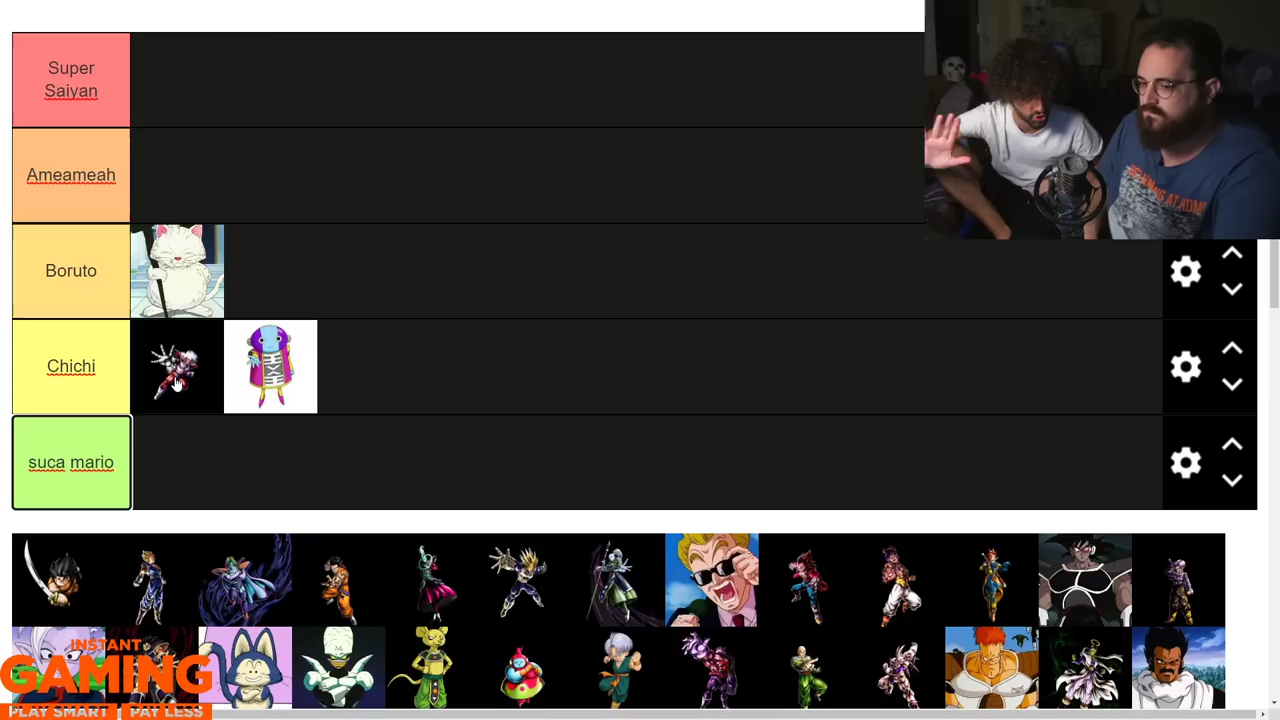 Super
Saiyan
Ameameah
Boruto
Chichi
suca mario
INSTANT
GAMING
PLAY SMART PAY LESS